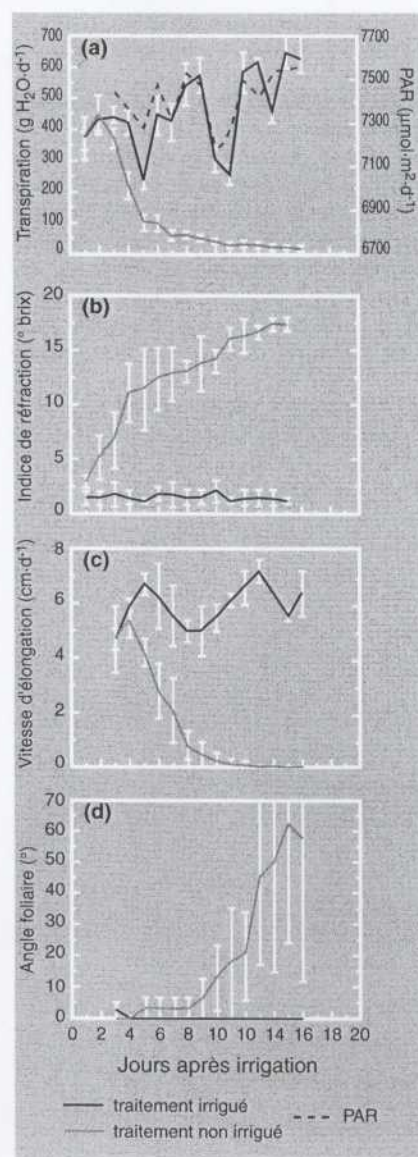 (a)
Transpiration (g H₂O·d⁻¹)
700
600
500
400
300
200
100
0
7700
7500
7300
7100
6900
6700
PAR (µmol·m²·d⁻¹)
(b)
Indice de réfraction (° brix)
20
15
10
5
0
(c)
Vitesse d'élongation (cm·d⁻¹)
8
6
4
2
0
(d)
Angle foliaire (°)
70
60
50
40
30
20
10
0
0 2 4 6 8 10 12 14 16 18 20
Jours après irrigation
traitement irrigué
PAR
traitement non irrigué